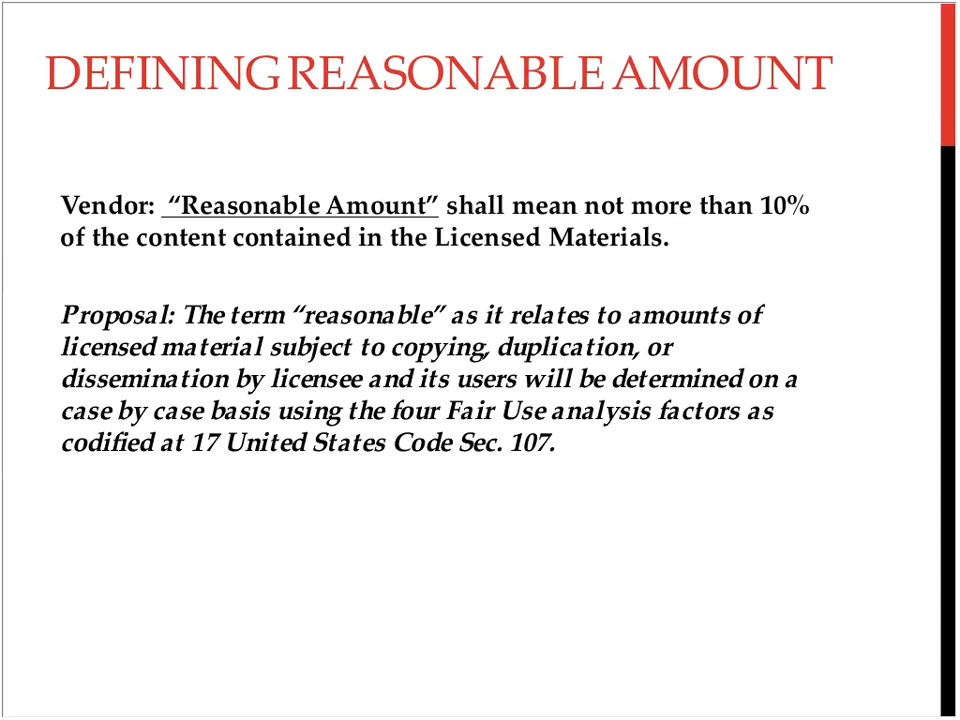 DEFINING REASONABLE AMOUNT
Vendor: “Reasonable Amount” shall mean not more than 10%
of the content contained in the Licensed Materials.
Proposal: The term “reasonable” as it relates to amounts of
licensed material subject to copying, duplication, or
dissemination by licensee and its users will be determined on a
case by case basis using the four Fair Use analysis factors as
codified at 17 United States Code Sec. 107.